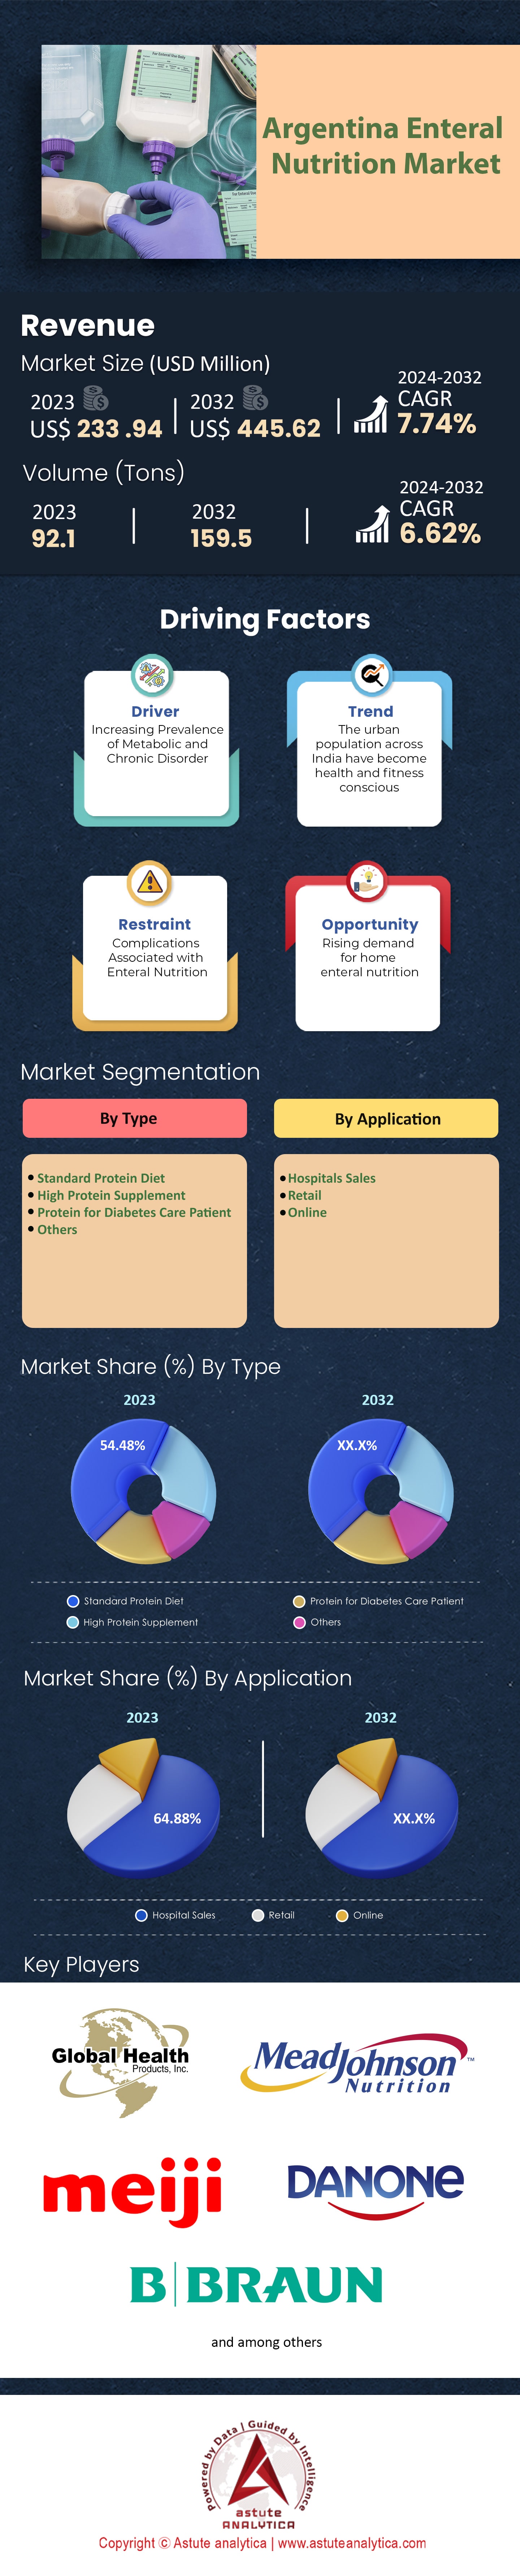 For Enteral Use Only
Argentina Enteral
Nutrition Market
Revenue
Market Size (USD Million)
2023
US$ 233 .94
2032
US$ 445.62
2024-2032
CAGR
7.74%
Volume (Tons)
2023
92.1
2032
159.5
2024-2032
CAGR
6.62%
Driving Factors
Driver
Increasing Prevalence
of Metabolic and
Chronic Disorder
Trend
The urban
population across
India have become
health and fitness
conscious
Restraint
Complications
Associated with
Enteral Nutrition
Opportunity
Rising demand
for home
enteral nutrition
Market Segmentation
By Type
Standard Protein Diet
High Protein Supplement
Protein for Diabetes Care Patient
Others
By Application
Hospitals Sales
Retail
Online
Market Share (%) By Type
2023
2032
54.48%
XX.X%
Standard Protein Diet
Protein for Diabetes Care Patient
High Protein Supplement
Others
Market Share (%) By Application
2023
2032
64.88%
XX.X%
Hospital Sales
Retail
Online
Key Players
Global Health
Products, Inc.
MeadJohnson™
Nutrition
meiji
DANONE
B|BRAUN
and among others
Powered by Data | Guided by Intelligence
astute
ANALYTICA
Copyright © Astute analytica | www.astuteanalytica.com